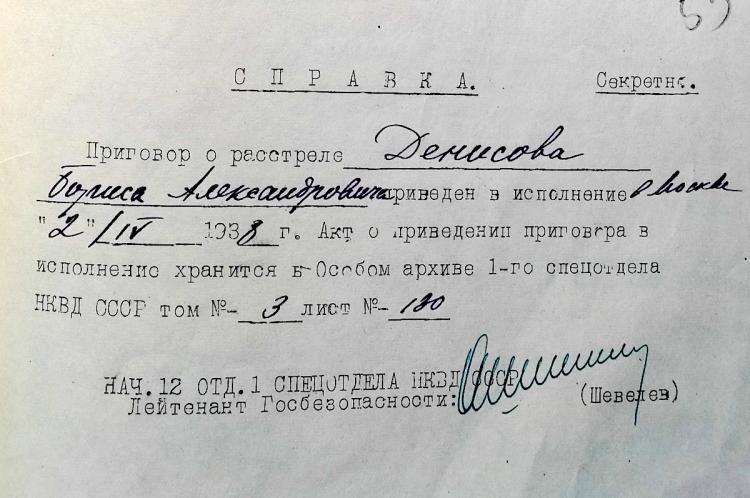 53
СПРАВКА. Секретно.
Приговор о расстреле Денисова
Бориса Александровича приведен в исполнение в Москве
"2"/IV 1938 г. Акт о приведении приговора в
исполнение хранится в Особом архиве 1-го спецотдела
НКВД СССР том №- 3 лист №- 130
НАЧ.12 ОТД.1 СПЕЦОТДЕЛА НКВД СССР
Лейтенант Госбезопасности: (Шевелев)